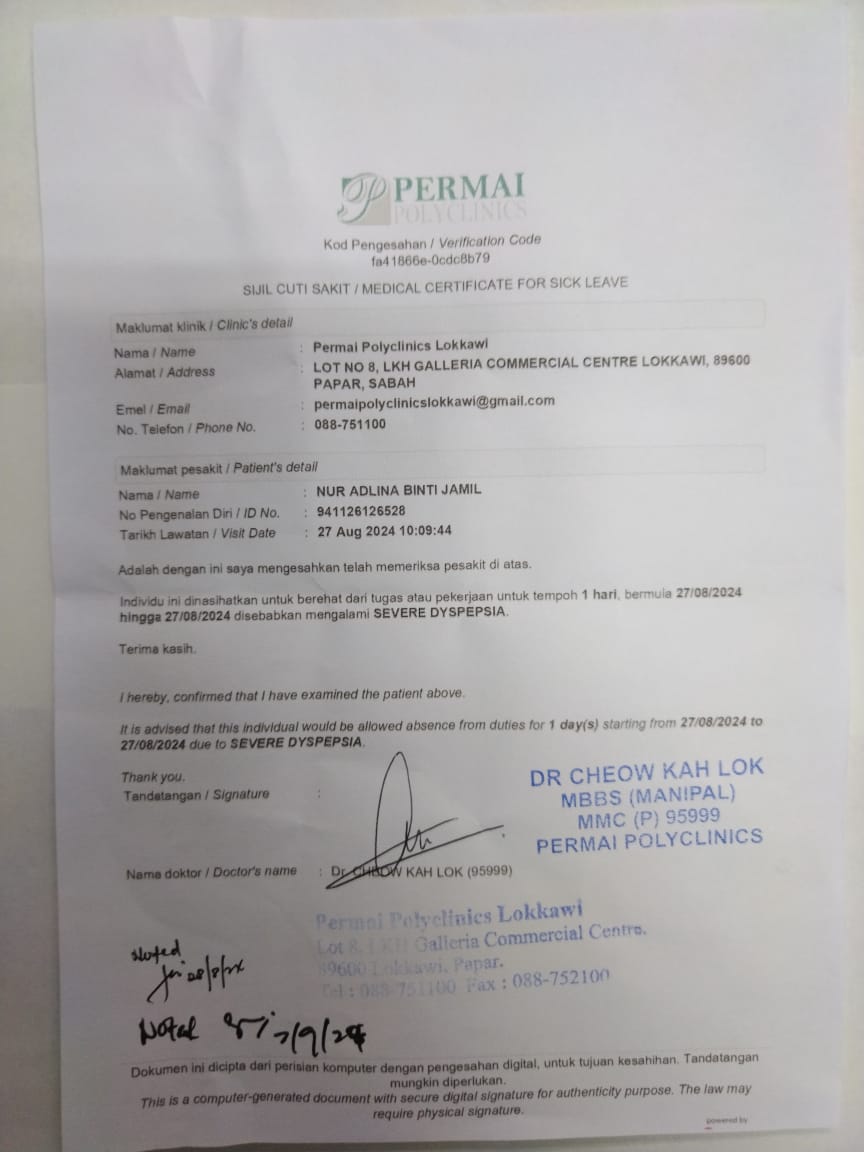 PERMAI
POLYCLINICS
Kod Pengesahan / Verification Code
fa41866e-0cdc8b79
SIJIL CUTI SAKIT / MEDICAL CERTIFICATE FOR SICK LEAVE
Maklumat klinik / Clinic's detail
Nama / Name : Permai Polyclinics Lokkawi
Alamat / Address : LOT NO 8, LKH GALLERIA COMMERCIAL CENTRE LOKKAWI, 89600
PAPAR, SABAH
Emel / Email : permaipolyclinicslokkawi@gmail.com
No. Telefon / Phone No. : 088-751100
Maklumat pesakit / Patient's detail
Nama / Name : NUR ADLINA BINTI JAMIL
No Pengenalan Diri / ID No. : 941126126528
Tarikh Lawatan / Visit Date : 27 Aug 2024 10:09:44
Adalah dengan ini saya mengesahkan telah memeriksa pesakit di atas.
Individu ini dinasihatkan untuk berehat dari tugas atau pekerjaan untuk tempoh 1 hari, bermula 27/08/2024
hingga 27/08/2024 disebabkan mengalami SEVERE DYSPEPSIA.
Terima kasih.
I hereby, confirmed that I have examined the patient above.
It is advised that this individual would be allowed absence from duties for 1 day(s) starting from 27/08/2024 to
27/08/2024 due to SEVERE DYSPEPSIA.
Thank you.
Tandatangan / Signature :
DR CHEOW KAH LOK
MBBS (MANIPAL)
MMC (P) 95999
PERMAI POLYCLINICS
Nama doktor / Doctor's name : Dr. CHEOW KAH LOK (95999)
Permai Polyclinics Lokkawi
Lot 8, LKH Galleria Commercial Centre.
89600 Lokkawi, Papar.
Tel : 088-751100 Fax : 088-752100
Noted
28/8/24
Noted 2/9/24
Dokumen ini dicipta dari perisian komputer dengan pengesahan digital, untuk tujuan kesahihan. Tandatangan
mungkin diperlukan.
This is a computer-generated document with secure digital signature for authenticity purpose. The law may
require physical signature.
powered by